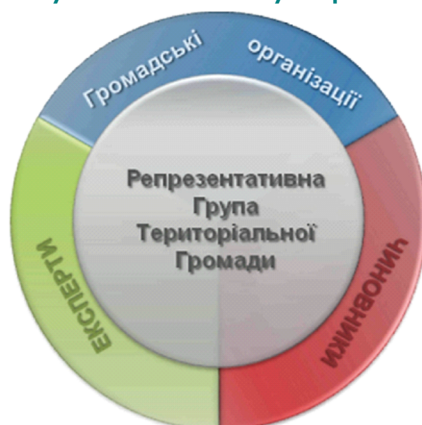 Громадські організації
Репрезентативна
Група
Територіальної
Громади
ЕКСПЕРТИ
ЧИНОВНИКИ